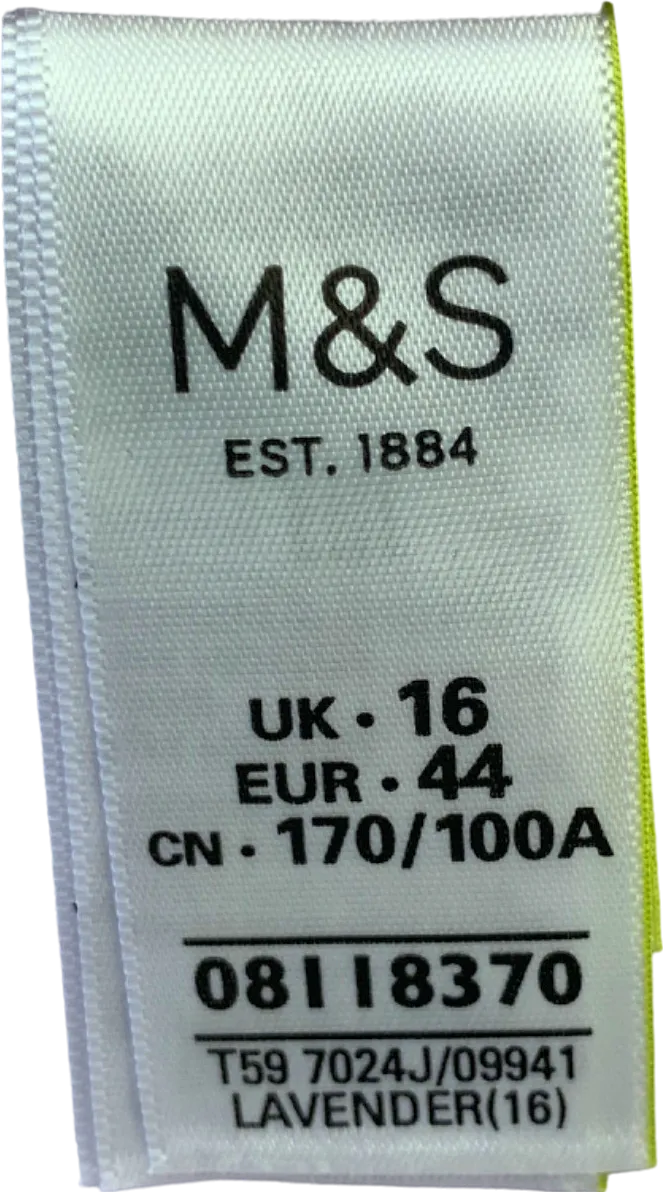 M&S
EST. 1884
UK · 16
EUR · 44
CN · 170/100A
08118370
T59 7024J/09941
LAVENDER(16)